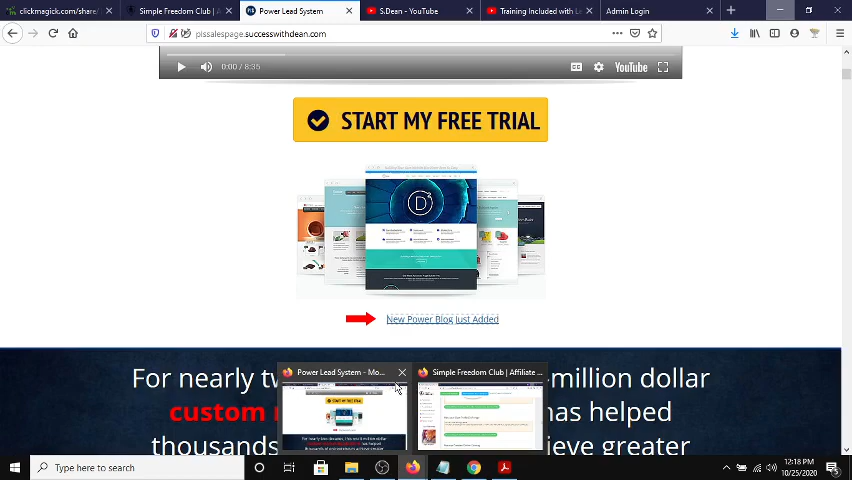 clickmagick.com/share/
Simple Freedom Club | A
Power Lead System
S.Dean - YouTube
Training Included with Le
Admin Login
pissalespage.successwithdean.com
0:00 / 8:35
YouTube
START MY FREE TRIAL
D
New Power Blog Just Added
Power Lead System - Mo...
Simple Freedom Club | Affiliate ...
For nearly tw
-million dollar
custom
has helped
thousands
ieve greater
Type here to search
12:18 PM
10/25/2020